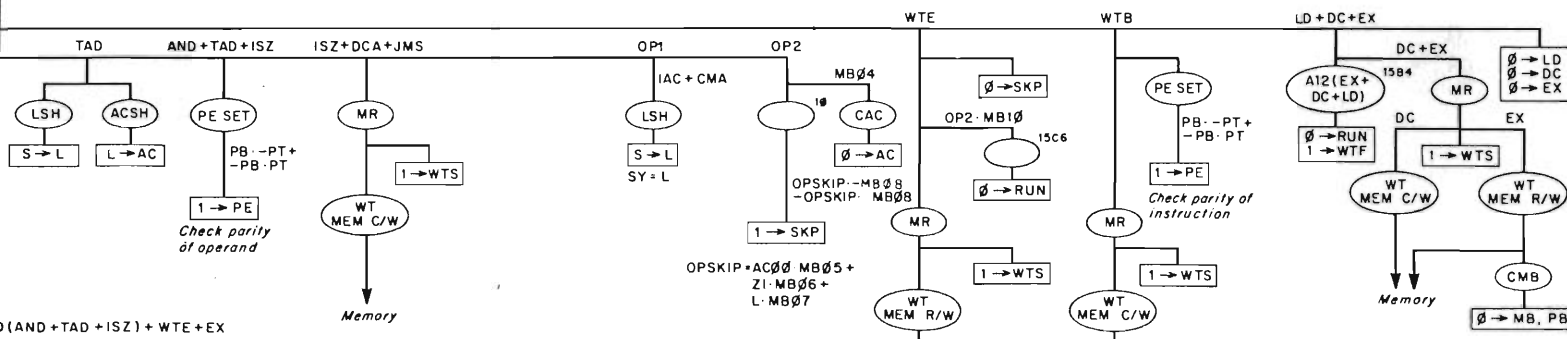 WTE
WTB
LD+DC+EX
TAD
AND+TAD+ISZ
ISZ+DCA+JMS
OP1
OP2
DC+EX
IAC+CMA
MBØ4
LSH
ACSH
PE SET
MR
LSH
1Ø
CAC
Ø→SKP
PE SET
A12(EX+
DC+LD)
15B4
MR
Ø→LD
Ø→DC
Ø→EX
S→L
L→AC
PB·-PT+
-PB·PT
1→WTS
S→L
SY=L
Ø→AC
OP2·MB1Ø
15C6
PB·-PT+
-PB·PT
Ø→RUN
1→WTF
DC
EX
1→WTS
1→PE
Check parity
of operand
WT
MEM C/W
OPSKIP·-MBØ8
-OPSKIP·MBØ8
Ø→RUN
1→PE
Check parity of
instruction
WT
MEM C/W
WT
MEM R/W
1→SKP
MR
MR
OPSKIP=ACØØ·MBØ5+
ZI·MBØ6+
L·MBØ7
1→WTS
1→WTS
CMB
Memory
WT
MEM R/W
WT
MEM C/W
Memory
Ø→MB, PB
(AND+TAD+ISZ)+WTE+EX